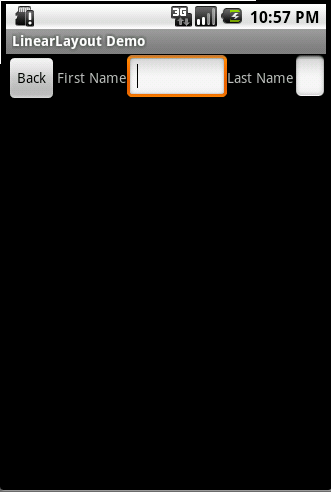 3G 10:57 PM
LinearLayout Demo
Back First Name Last Name